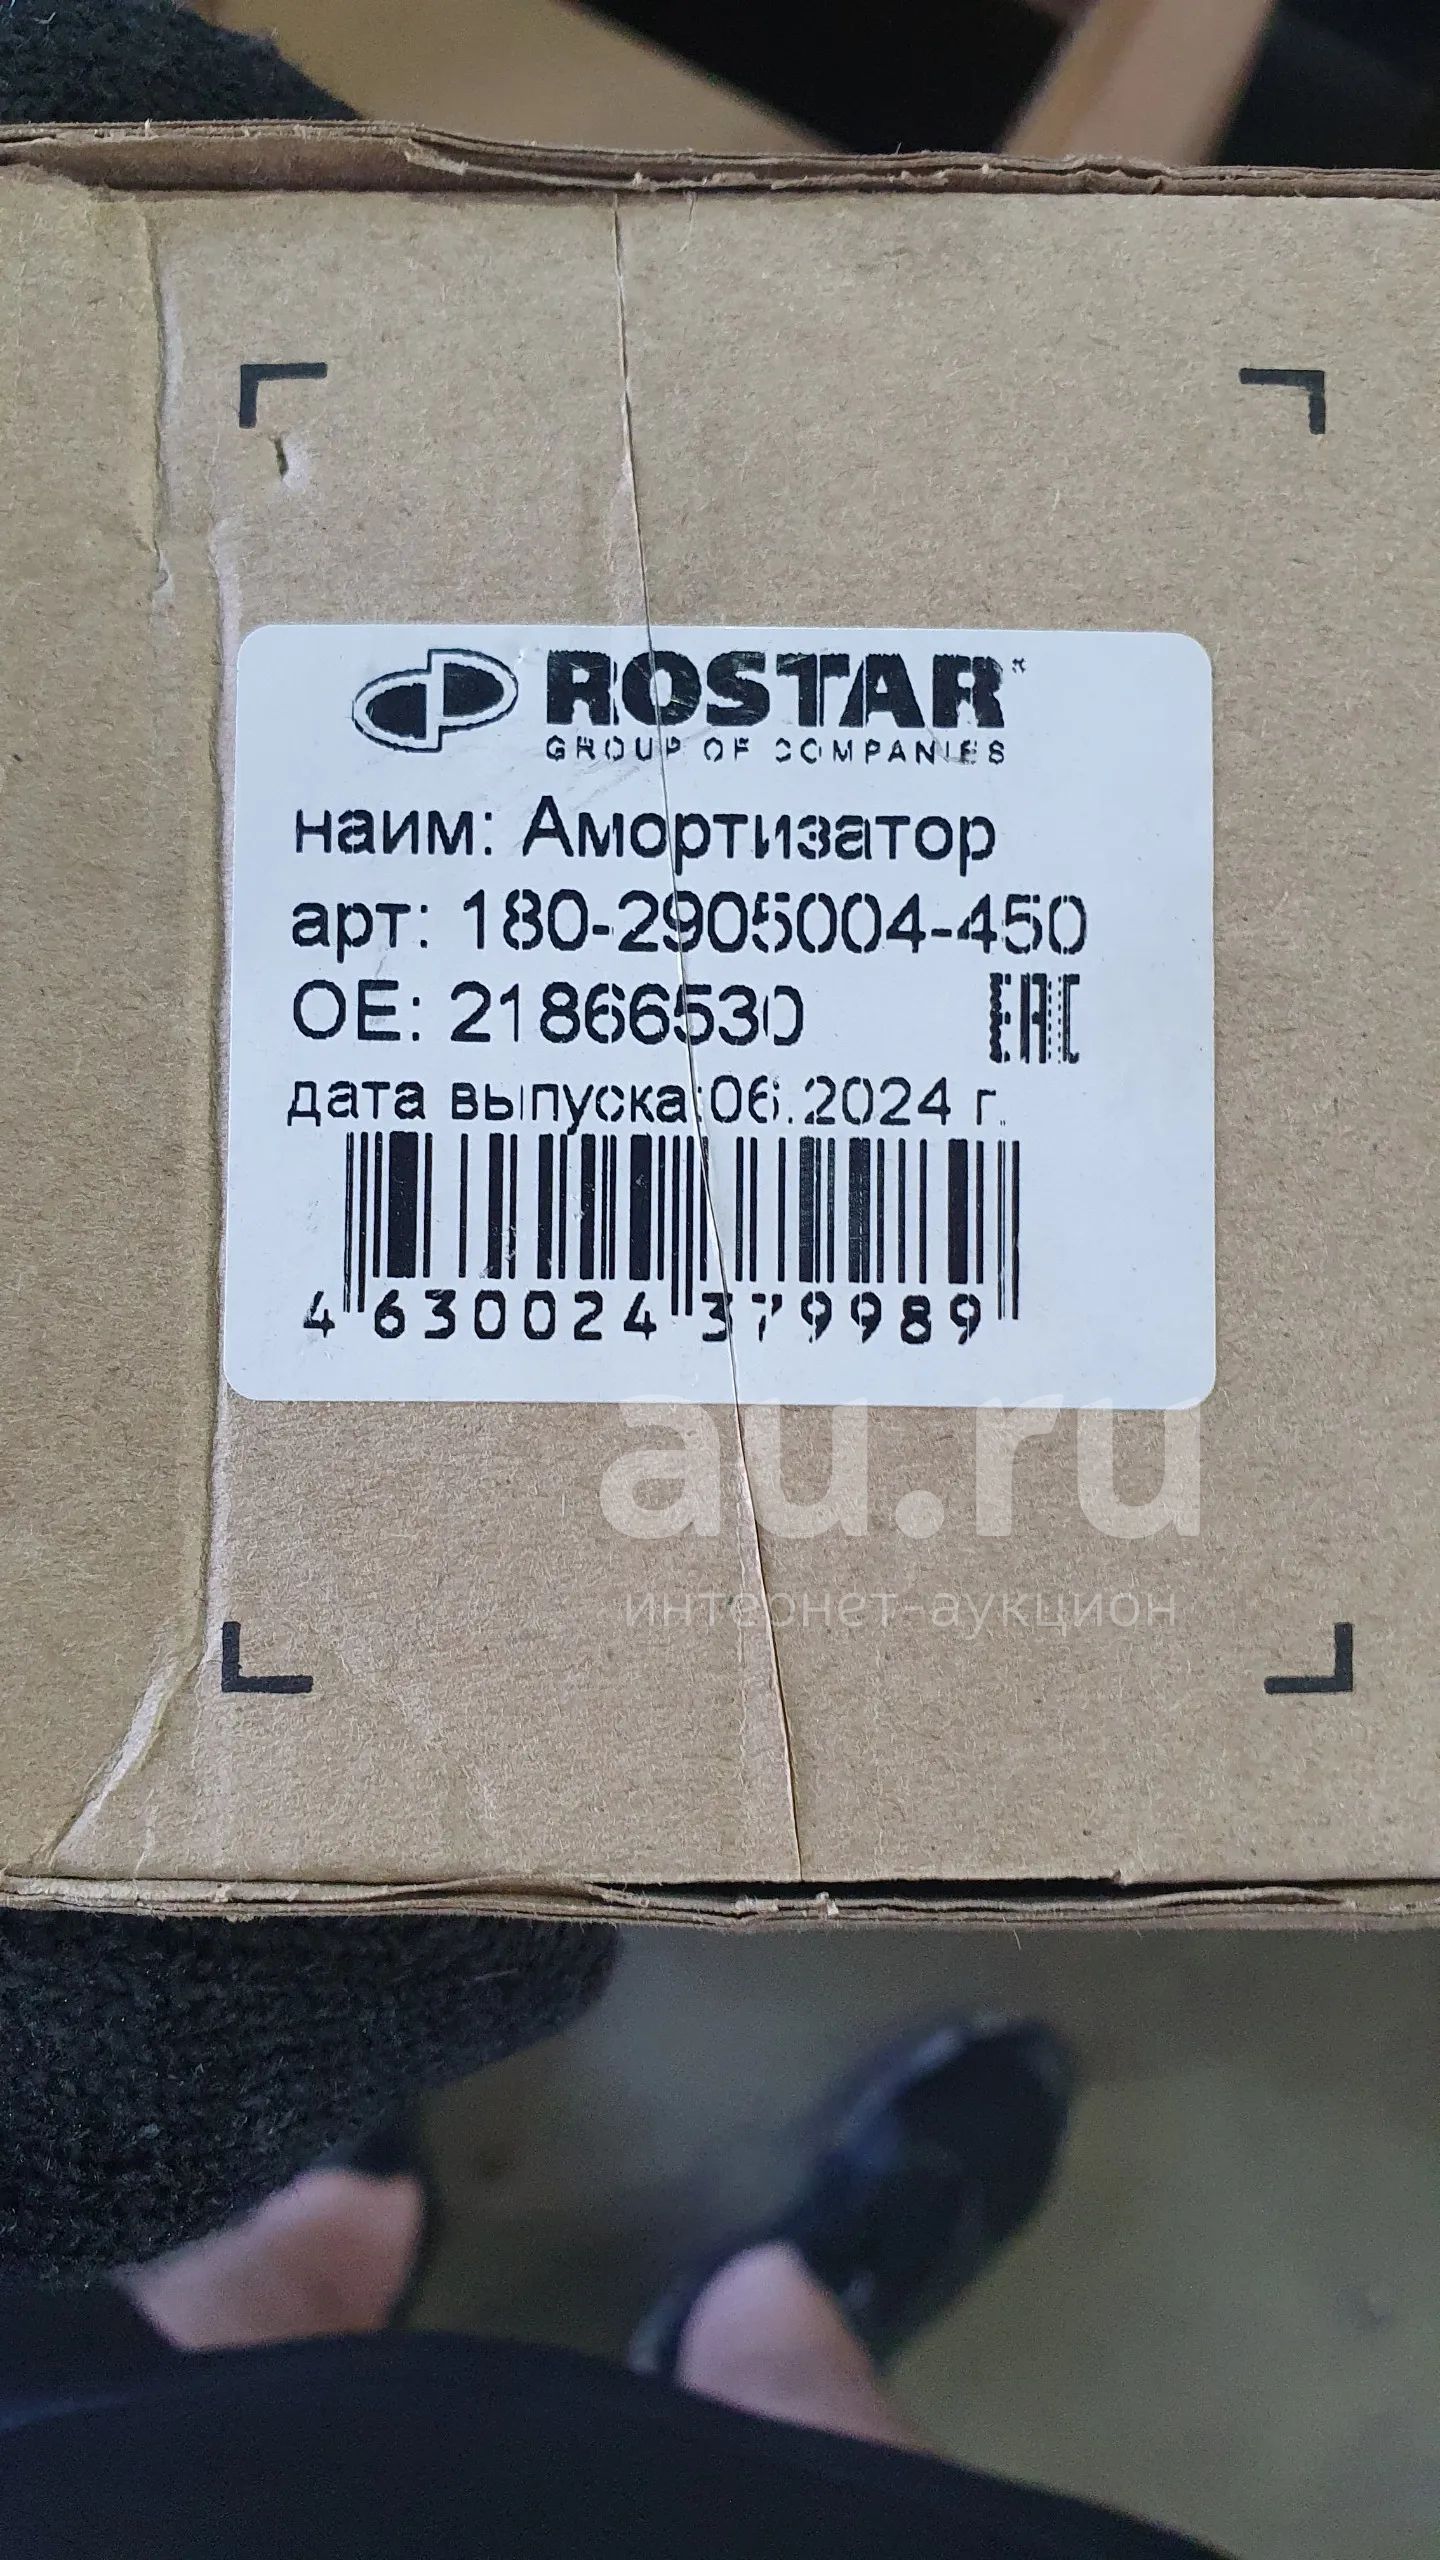 ROSTAR
GROUP OF COMPANIES
наим: Амортизатор
арт: 180-2905004-450
OE: 21866530
EAC
дата выпуска:06.2024 г.
4 630024 379989
au.ru
интернет-аукцион